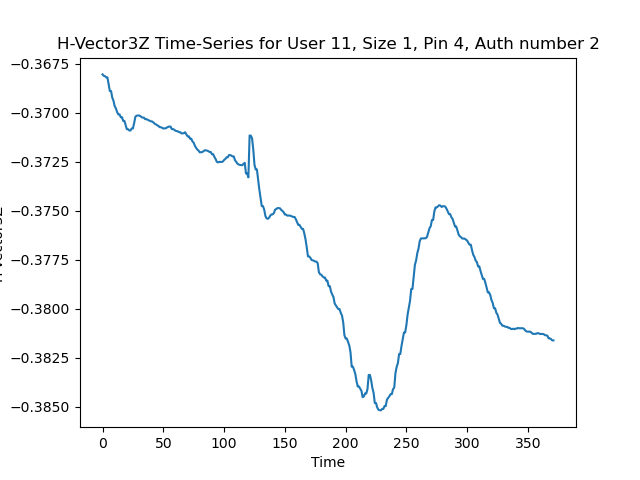 H-Vector3Z Time-Series for User 11, Size 1, Pin 4, Auth number 2
−0.3675
−0.3700
−0.3725
−0.3750
−0.3775
−0.3800
−0.3825
−0.3850
0 50 100 150 200 250 300 350
Time